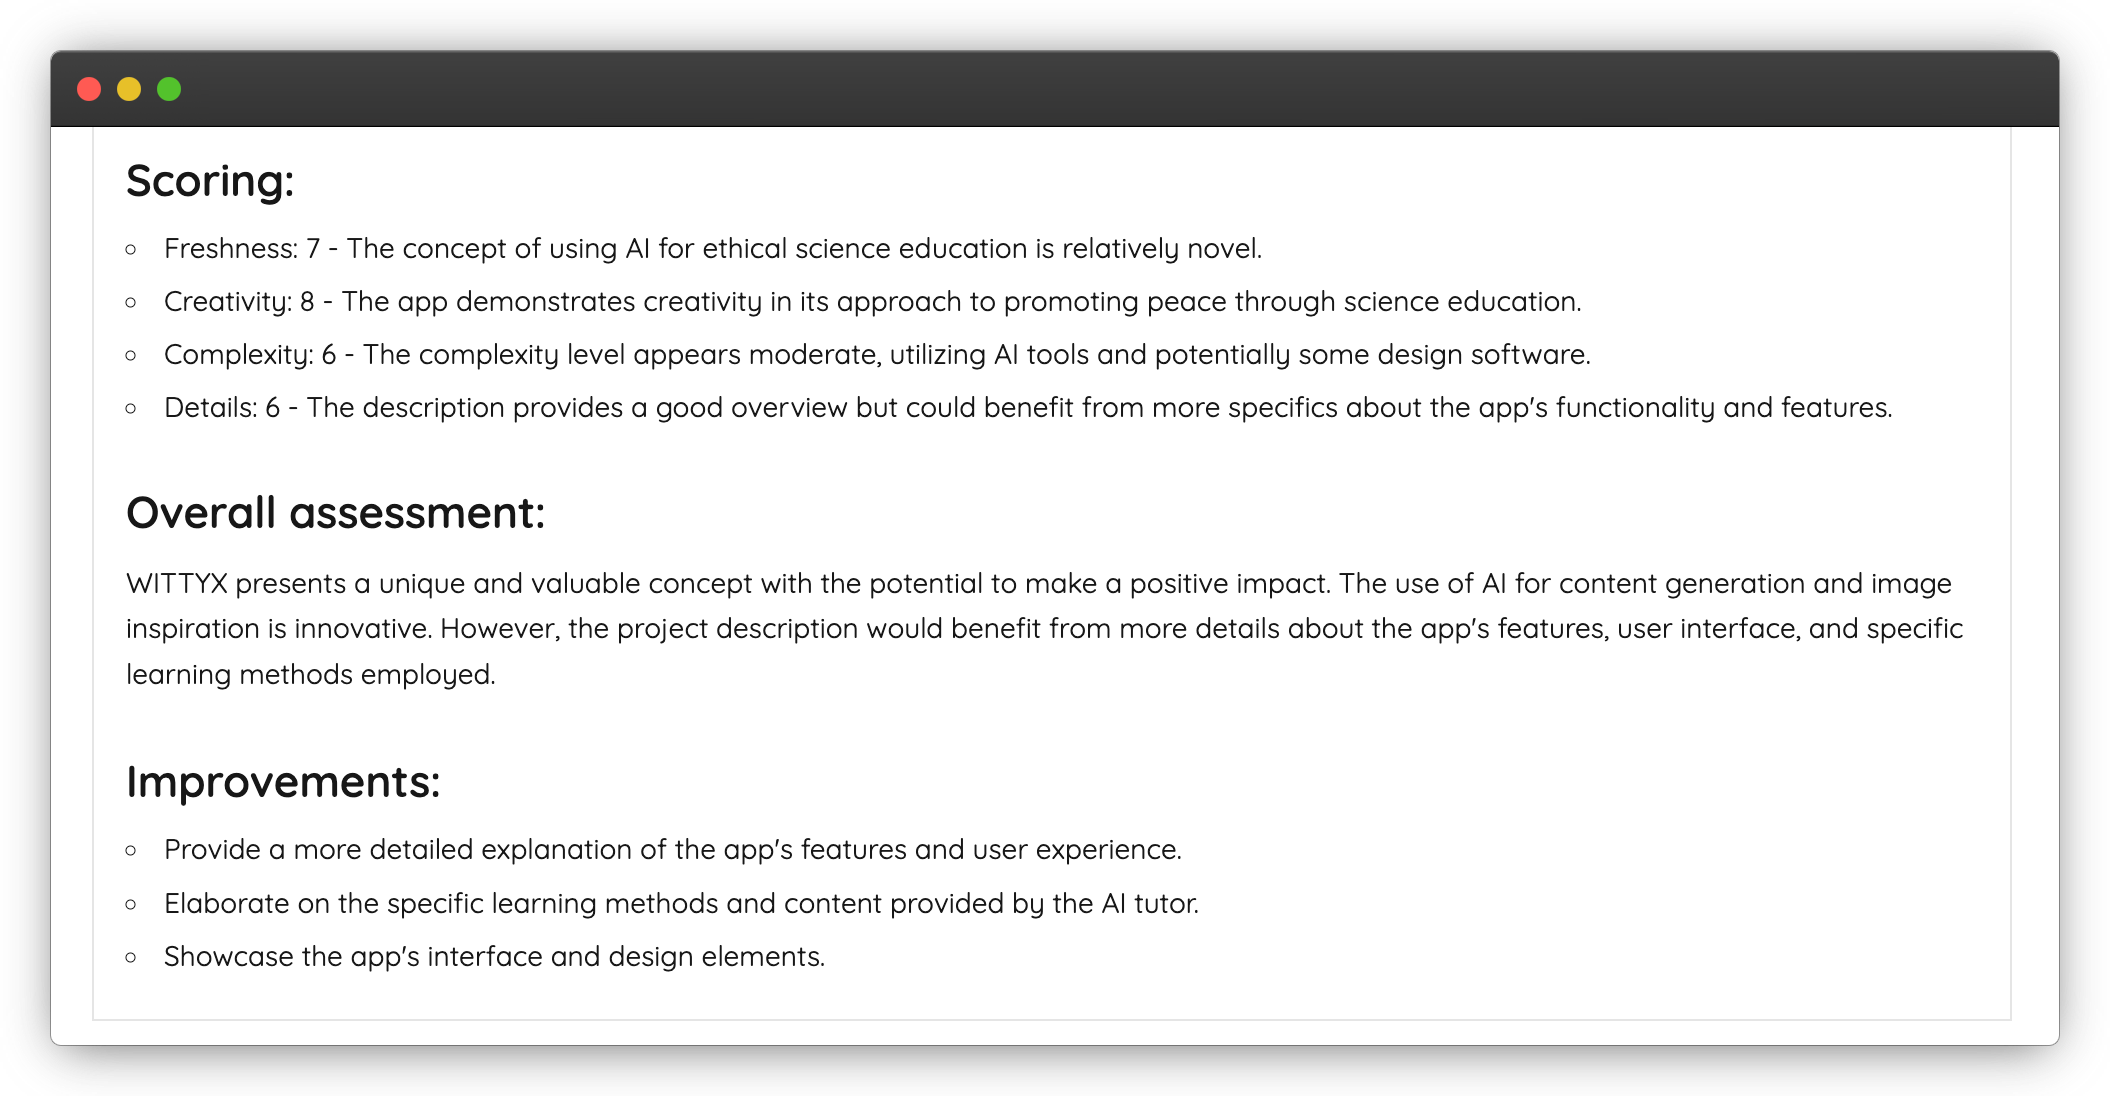 Scoring:
Freshness: 7 - The concept of using AI for ethical science education is relatively novel.
Creativity: 8 - The app demonstrates creativity in its approach to promoting peace through science education.
Complexity: 6 - The complexity level appears moderate, utilizing AI tools and potentially some design software.
Details: 6 - The description provides a good overview but could benefit from more specifics about the app's functionality and features.
Overall assessment:
WITTYX presents a unique and valuable concept with the potential to make a positive impact. The use of AI for content generation and image
inspiration is innovative. However, the project description would benefit from more details about the app's features, user interface, and specific
learning methods employed.
Improvements:
Provide a more detailed explanation of the app's features and user experience.
Elaborate on the specific learning methods and content provided by the AI tutor.
Showcase the app's interface and design elements.